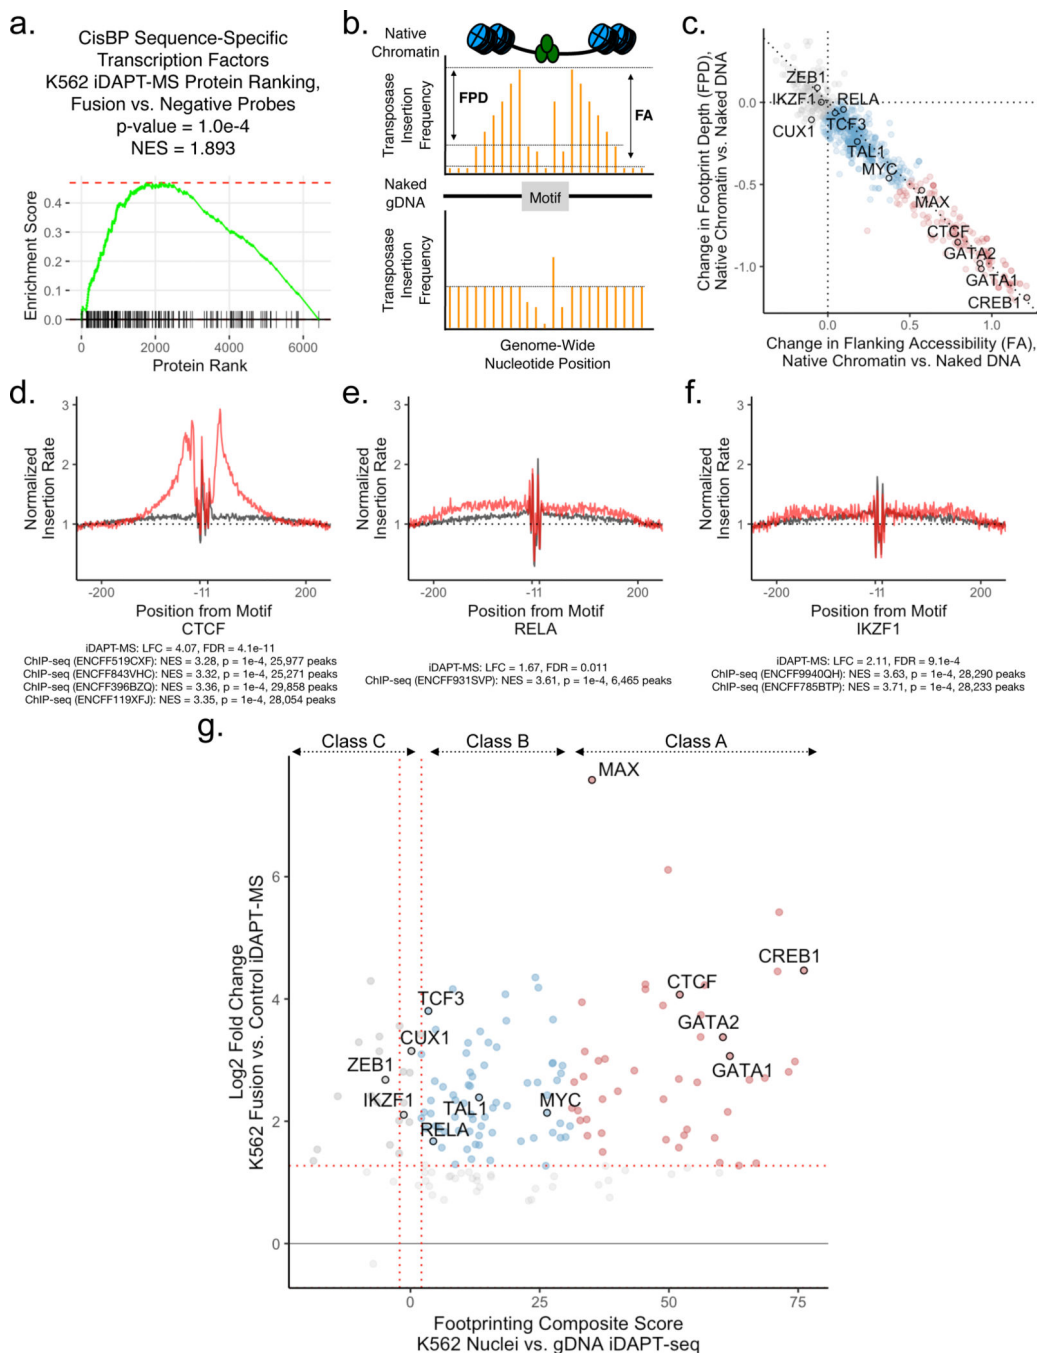 a.
CisBP Sequence-Specific
Transcription Factors
K562 iDAPT-MS Protein Ranking,
Fusion vs. Negative Probes
p-value = 1.0e-4
NES = 1.893
Enrichment Score
0.4
0.3
0.2
0.1
0.0
0
2000
4000
6000
Protein Rank
b.
Native
Chromatin
Transposase
Insertion
Frequency
FPD
FA
Naked
gDNA
Motif
Transposase
Insertion
Frequency
Genome-Wide
Nucleotide Position
c.
Change in Footprint Depth (FPD),
Native Chromatin vs. Naked DNA
0.0
-0.5
-1.0
ZEB1
IKZF1
RELA
CUX1
TCF3
TAL1
MYC
MAX
CTCF
GATA2
GATA1
CREB1
0.0
0.5
1.0
Change in Flanking Accessibility (FA),
Native Chromatin vs. Naked DNA
d.
Normalized
Insertion Rate
3
2
1
-200
-11
200
Position from Motif
CTCF
iDAPT-MS: LFC = 4.07, FDR = 4.1e-11
ChIP-seq (ENCFF519CXF): NES = 3.28, p = 1e-4, 25,977 peaks
ChIP-seq (ENCFF843VHC): NES = 3.32, p = 1e-4, 25,271 peaks
ChIP-seq (ENCFF396BZQ): NES = 3.36, p = 1e-4, 29,858 peaks
ChIP-seq (ENCFF119XFJ): NES = 3.35, p = 1e-4, 28,054 peaks
e.
Normalized
Insertion Rate
3
2
1
-200
-11
200
Position from Motif
RELA
iDAPT-MS: LFC = 1.67, FDR = 0.011
ChIP-seq (ENCFF931SVP): NES = 3.61, p = 1e-4, 6,465 peaks
f.
Normalized
Insertion Rate
3
2
1
-200
-11
200
Position from Motif
IKZF1
iDAPT-MS: LFC = 2.11, FDR = 9.1e-4
ChIP-seq (ENCFF9940QH): NES = 3.63, p = 1e-4, 28,290 peaks
ChIP-seq (ENCFF785BTP): NES = 3.71, p = 1e-4, 28,233 peaks
g.
Class C
Class B
Class A
Log2 Fold Change
K562 Fusion vs. Control iDAPT-MS
6
4
2
0
MAX
CREB1
CTCF
TCF3
GATA2
CUX1
GATA1
ZEB1
IKZF1
TAL1
MYC
RELA
0
25
50
75
Footprinting Composite Score
K562 Nuclei vs. gDNA iDAPT-seq